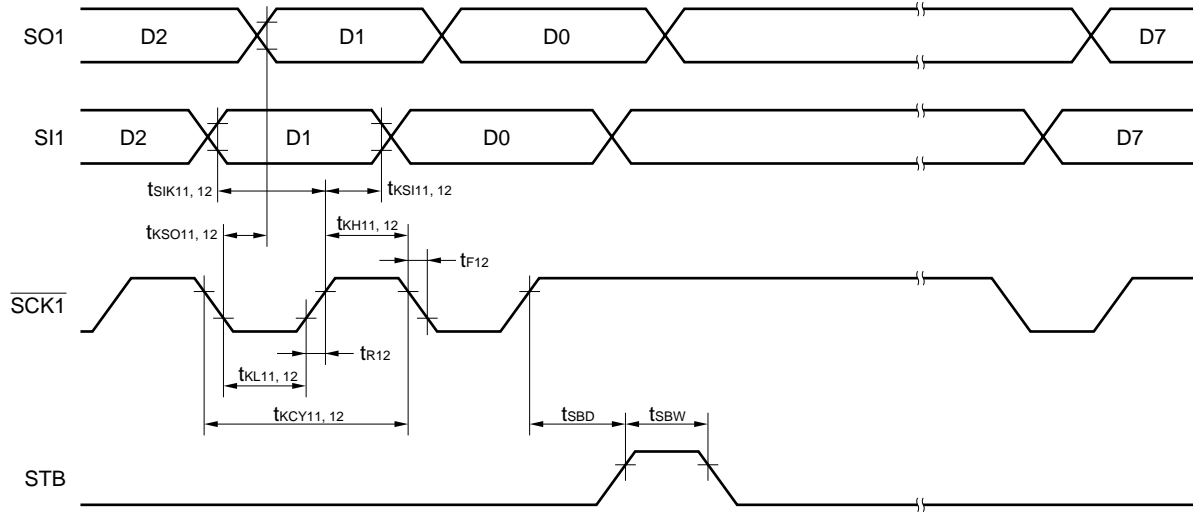 SO1 D2 D1 D0 D7
SI1 D2 D1 D0 D7
tSIK11, 12 tKSI11, 12
tKSO11, 12 tKH11, 12
tF12
SCK1
tR12
tKL11, 12
tKCY11, 12 tSBD tSBW
STB